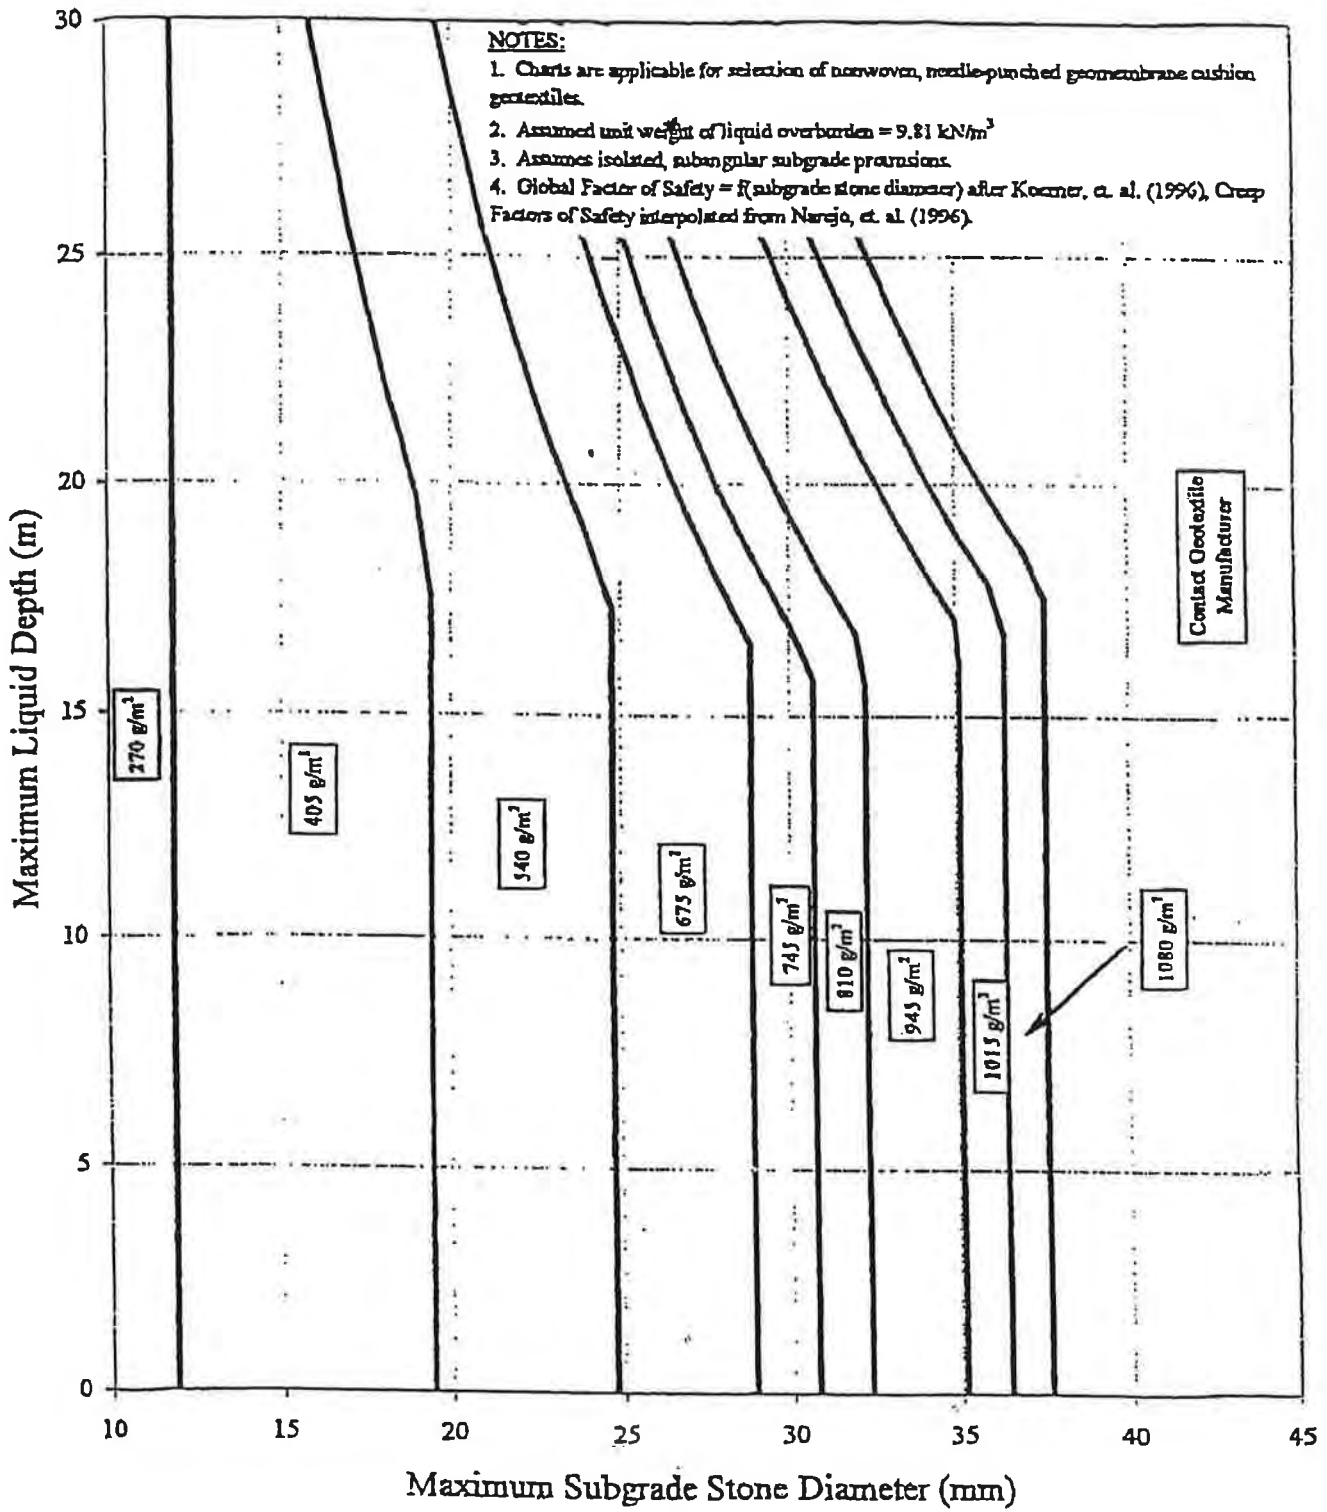 NOTES:
1. Charts are applicable for selection of nonwoven, needle-punched geomembrane cushion
geotextiles.
2. Assumed unit weight of liquid overburden = 9.81 kN/m³
3. Assumes isolated, subangular subgrade protrusions.
4. Global Factor of Safety = f(subgrade stone diameter) after Koerner, et. al. (1996), Creep
Factors of Safety interpolated from Narejo, et. al. (1996).
30
25
20
15
10
5
0
Maximum Liquid Depth (m)
270 g/m²
405 g/m²
540 g/m²
675 g/m²
745 g/m²
810 g/m²
945 g/m²
1015 g/m²
1080 g/m²
Contact Geotextile
Manufacturer
10
15
20
25
30
35
40
45
Maximum Subgrade Stone Diameter (mm)